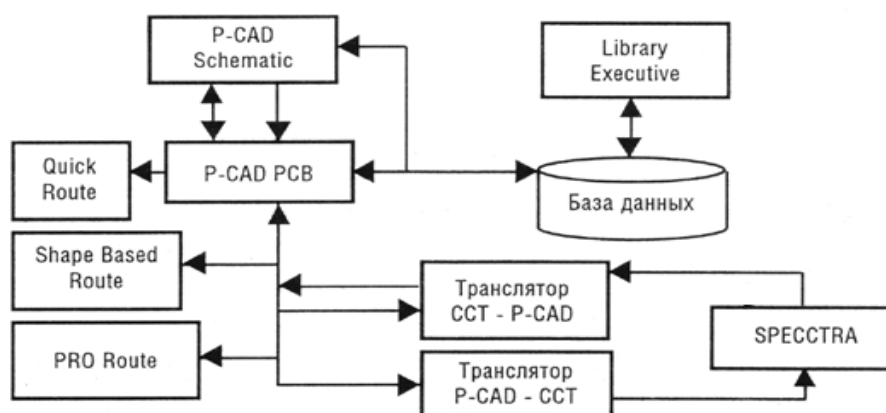 P-CAD
Schematic
Library
Executive
Quick
Route
P-CAD PCB
База данных
Shape Based
Route
Транслятор
CCT - P-CAD
SPECCTRA
PRO Route
Транслятор
P-CAD - CCT